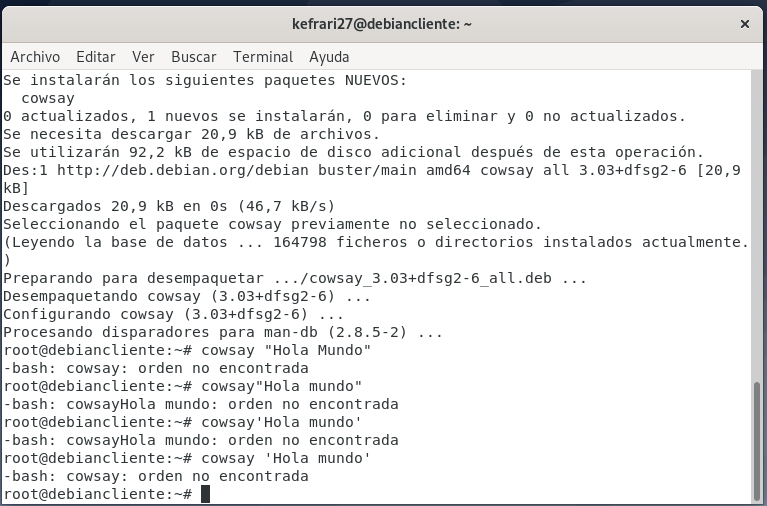 kefrari27@debiancliente: ~
×
Archivo Editar Ver Buscar Terminal Ayuda
Se instalarán los siguientes paquetes NUEVOS:
  cowsay
0 actualizados, 1 nuevos se instalarán, 0 para eliminar y 0 no actualizados.
Se necesita descargar 20,9 kB de archivos.
Se utilizarán 92,2 kB de espacio de disco adicional después de esta operación.
Des:1 http://deb.debian.org/debian buster/main amd64 cowsay all 3.03+dfsg2-6 [20,9
kB]
Descargados 20,9 kB en 0s (46,7 kB/s)
Seleccionando el paquete cowsay previamente no seleccionado.
(Leyendo la base de datos ... 164798 ficheros o directorios instalados actualmente.
)
Preparando para desempaquetar .../cowsay_3.03+dfsg2-6_all.deb ...
Desempaquetando cowsay (3.03+dfsg2-6) ...
Configurando cowsay (3.03+dfsg2-6) ...
Procesando disparadores para man-db (2.8.5-2) ...
root@debiancliente:~# cowsay "Hola Mundo"
-bash: cowsay: orden no encontrada
root@debiancliente:~# cowsay"Hola mundo"
-bash: cowsayHola mundo: orden no encontrada
root@debiancliente:~# cowsay'Hola mundo'
-bash: cowsayHola mundo: orden no encontrada
root@debiancliente:~# cowsay 'Hola mundo'
-bash: cowsay: orden no encontrada
root@debiancliente:~#